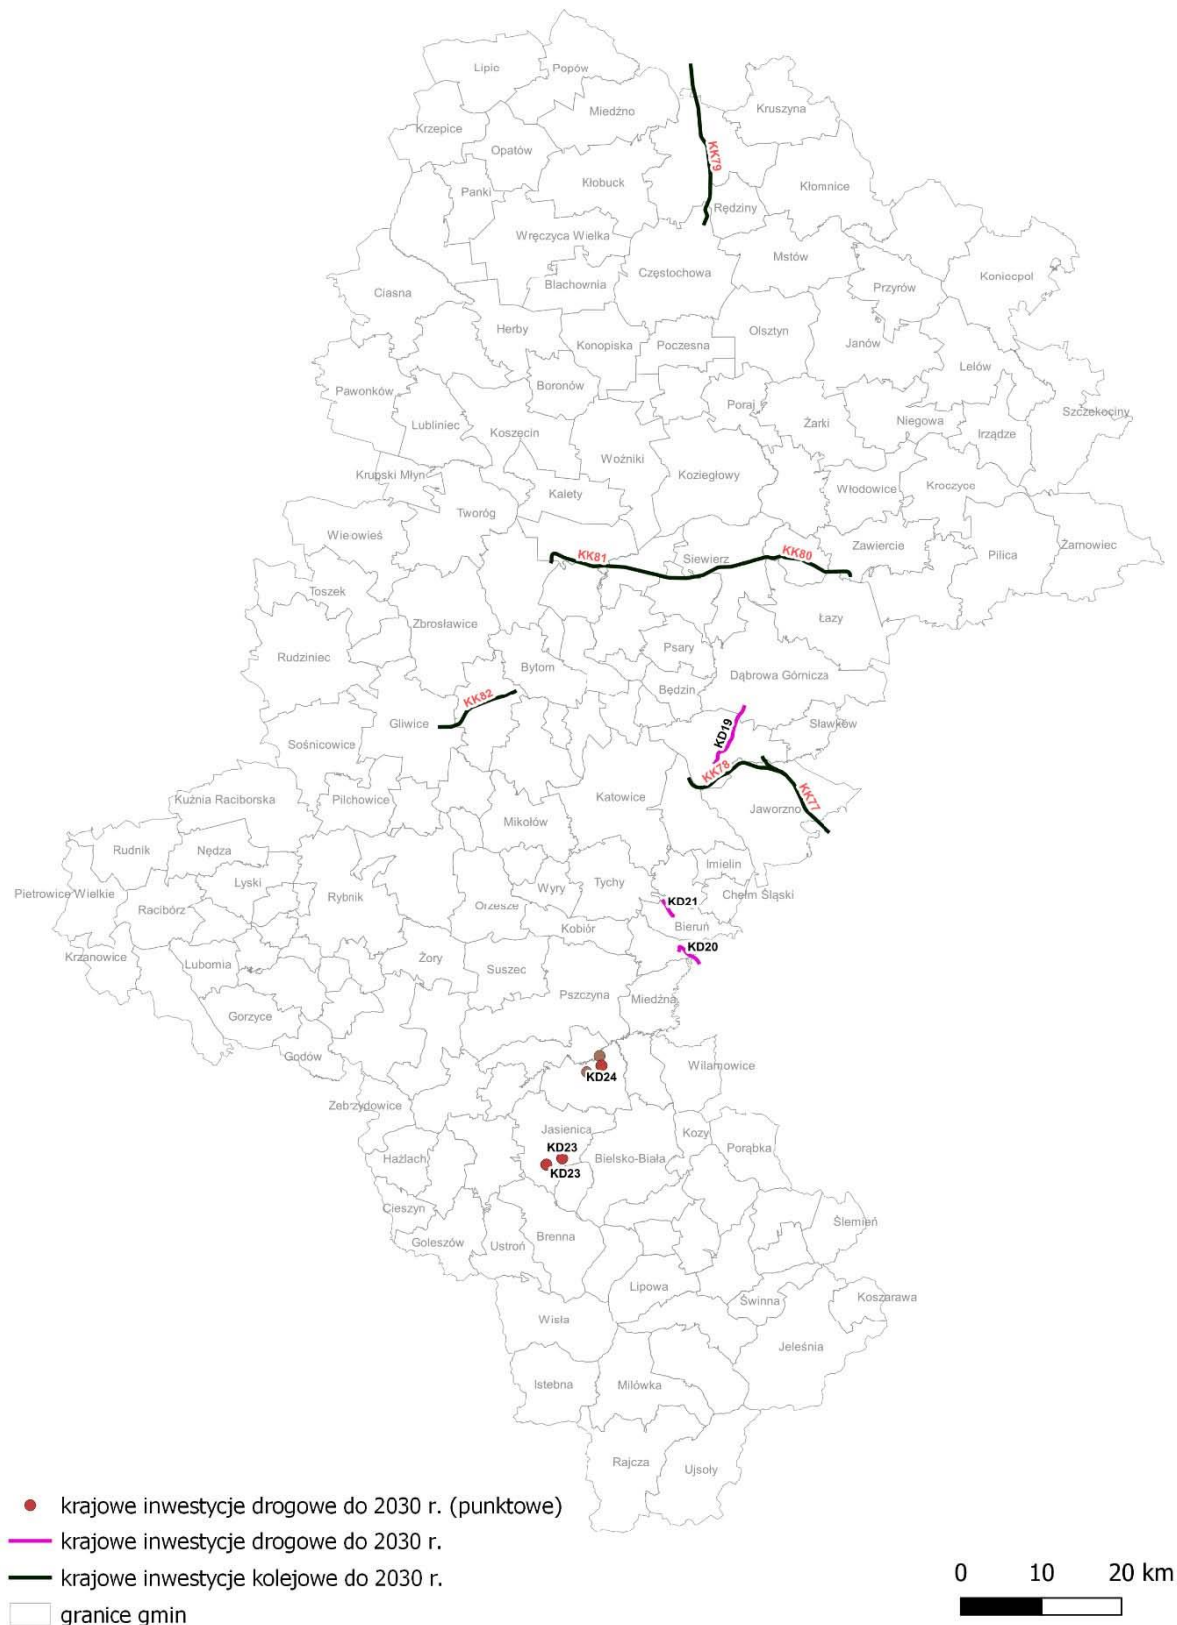 Lipie
Popów
Kruszyna
Miedźno
Krzepice
Opatów
KK79
Kłobuck
Kłomnice
Panki
Rędziny
Wręczyca Wielka
Mstów
Częstochowa
Koniecpol
Blachownia
Przyrów
Ciasna
Herby
Olsztyn
Konopiska
Poczesna
Janów
Lelów
Boronów
Pawonków
Poraj
Szczekociny
Żarki
Niegowa
Lubliniec
Koszęcin
Irządze
Woźniki
Krupski Młyn
Koziegłowy
Kroczyce
Włodowice
Kalety
Tworóg
Wielowieś
Zawiercie
Żarnowiec
KK81
KK80
Siewierz
Pilica
Toszek
Łazy
Zbrosławice
Psary
Rudziniec
Bytom
Dąbrowa Górnicza
Będzin
KK82
Gliwice
Sławków
KD19
Sośnicowice
KK78
Katowice
KK77
Kuźnia Raciborska
Pilchowice
Jaworzno
Mikołów
Rudnik
Nędza
Imielin
Lyski
Wyry
Tychy
Pietrowice Wielkie
Rybnik
Chełm Śląski
KD21
Racibórz
Orzesze
Bieruń
Kobiór
KD20
Krzanowice
Lubomia
Żory
Suszec
Pszczyna
Miedźna
Gorzyce
Godów
Wilamowice
KD24
Zebrzydowice
Jasienica
Kozy
KD23
Porąbka
Hażlach
Bielsko-Biała
KD23
Cieszyn
Ślemień
Goleszów
Ustroń
Brenna
Lipowa
Świnna
Koszarawa
Wisła
Jeleśnia
Istebna
Milówka
Rajcza
Ujsoły
krajowe inwestycje drogowe do 2030 r. (punktowe)
krajowe inwestycje drogowe do 2030 r.
krajowe inwestycje kolejowe do 2030 r.
granice gmin
0 10 20 km